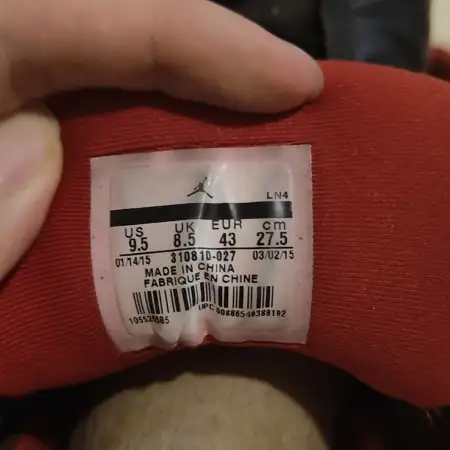 LN4
US UK EUR cm
9.5 8.5 43 27.5
01/14/15 310810-027 03/02/15
MADE IN CHINA
FABRIQUE EN CHINE
UPC